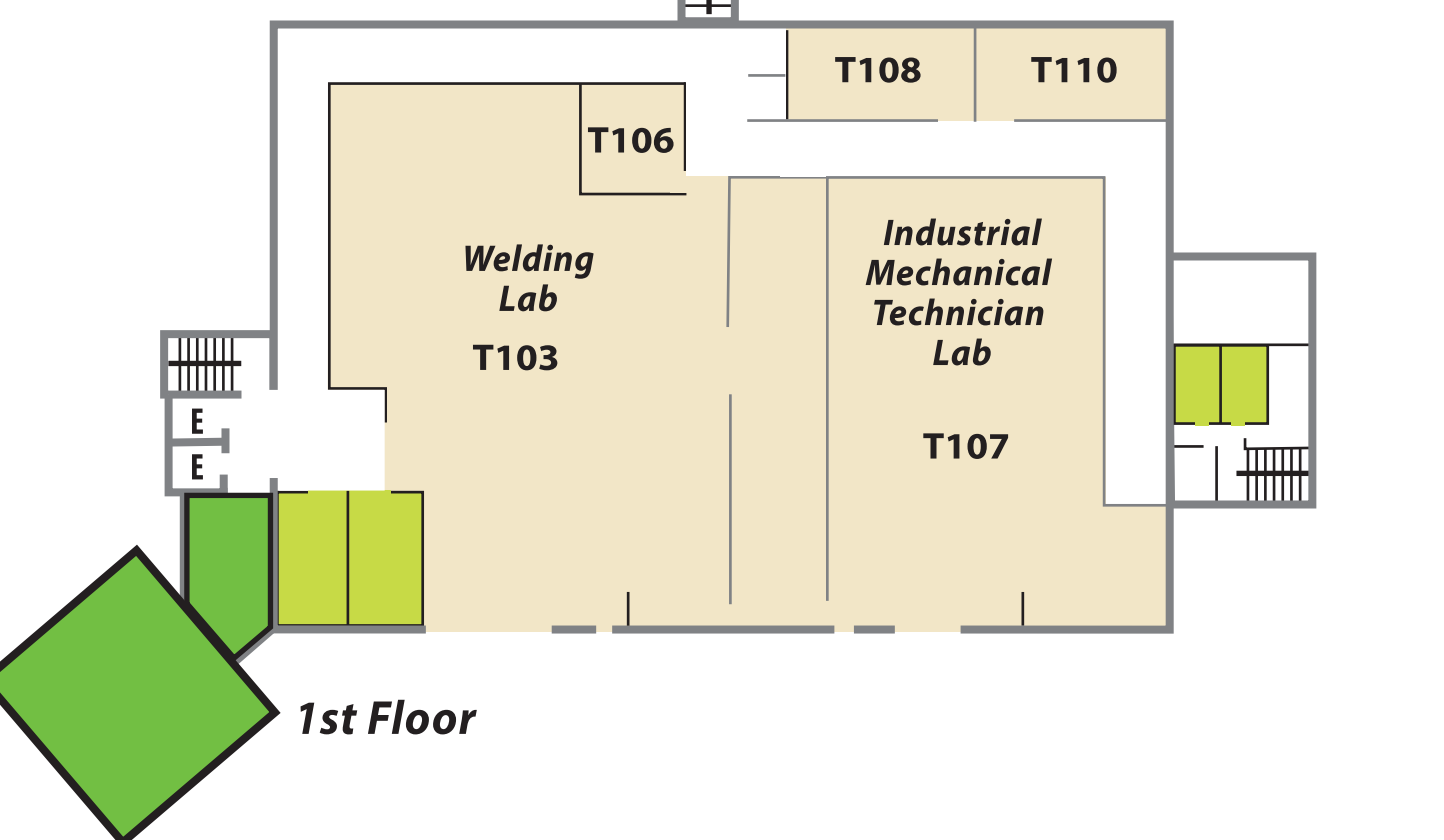 T108
T110
T106
Welding
Lab
T103
Industrial
Mechanical
Technician
Lab
T107
E
E
1st Floor